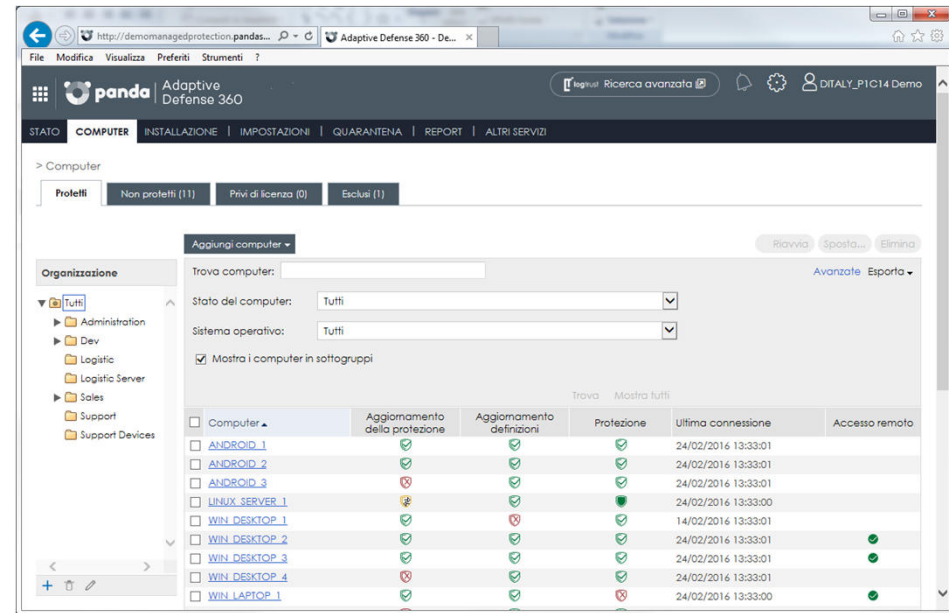 http://demomanagedprotection.pandas...
Adaptive Defense 360 - De...
File Modifica Visualizza Preferiti Strumenti ?
panda Adaptive Defense 360
logtrust Ricerca avanzata
DITALY_P1C14 Demo
STATO COMPUTER INSTALLAZIONE | IMPOSTAZIONI | QUARANTENA | REPORT | ALTRI SERVIZI
> Computer
Protetti Non protetti (11) Privi di licenza (0) Esclusi (1)
Aggiungi computer
Riavvia Sposta... Elimina
Organizzazione
Tutti
Administration
Dev
Logistic
Logistic Server
Sales
Support
Support Devices
Trova computer:
Avanzate Esporta
Stato del computer: Tutti
Sistema operativo: Tutti
Mostra i computer in sottogruppi
Trova Mostra tutti
Computer Aggiornamento della protezione Aggiornamento definizioni Protezione Ultima connessione Accesso remoto
ANDROID_1 24/02/2016 13:33:01
ANDROID_2 24/02/2016 13:33:01
ANDROID_3 24/02/2016 13:33:01
LINUX_SERVER_1 24/02/2016 13:33:00
WIN_DESKTOP_1 14/02/2016 13:33:01
WIN_DESKTOP_2 24/02/2016 13:33:01
WIN_DESKTOP_3 24/02/2016 13:33:01
WIN_DESKTOP_4 24/02/2016 13:33:01
WIN_LAPTOP_1 24/02/2016 13:33:00